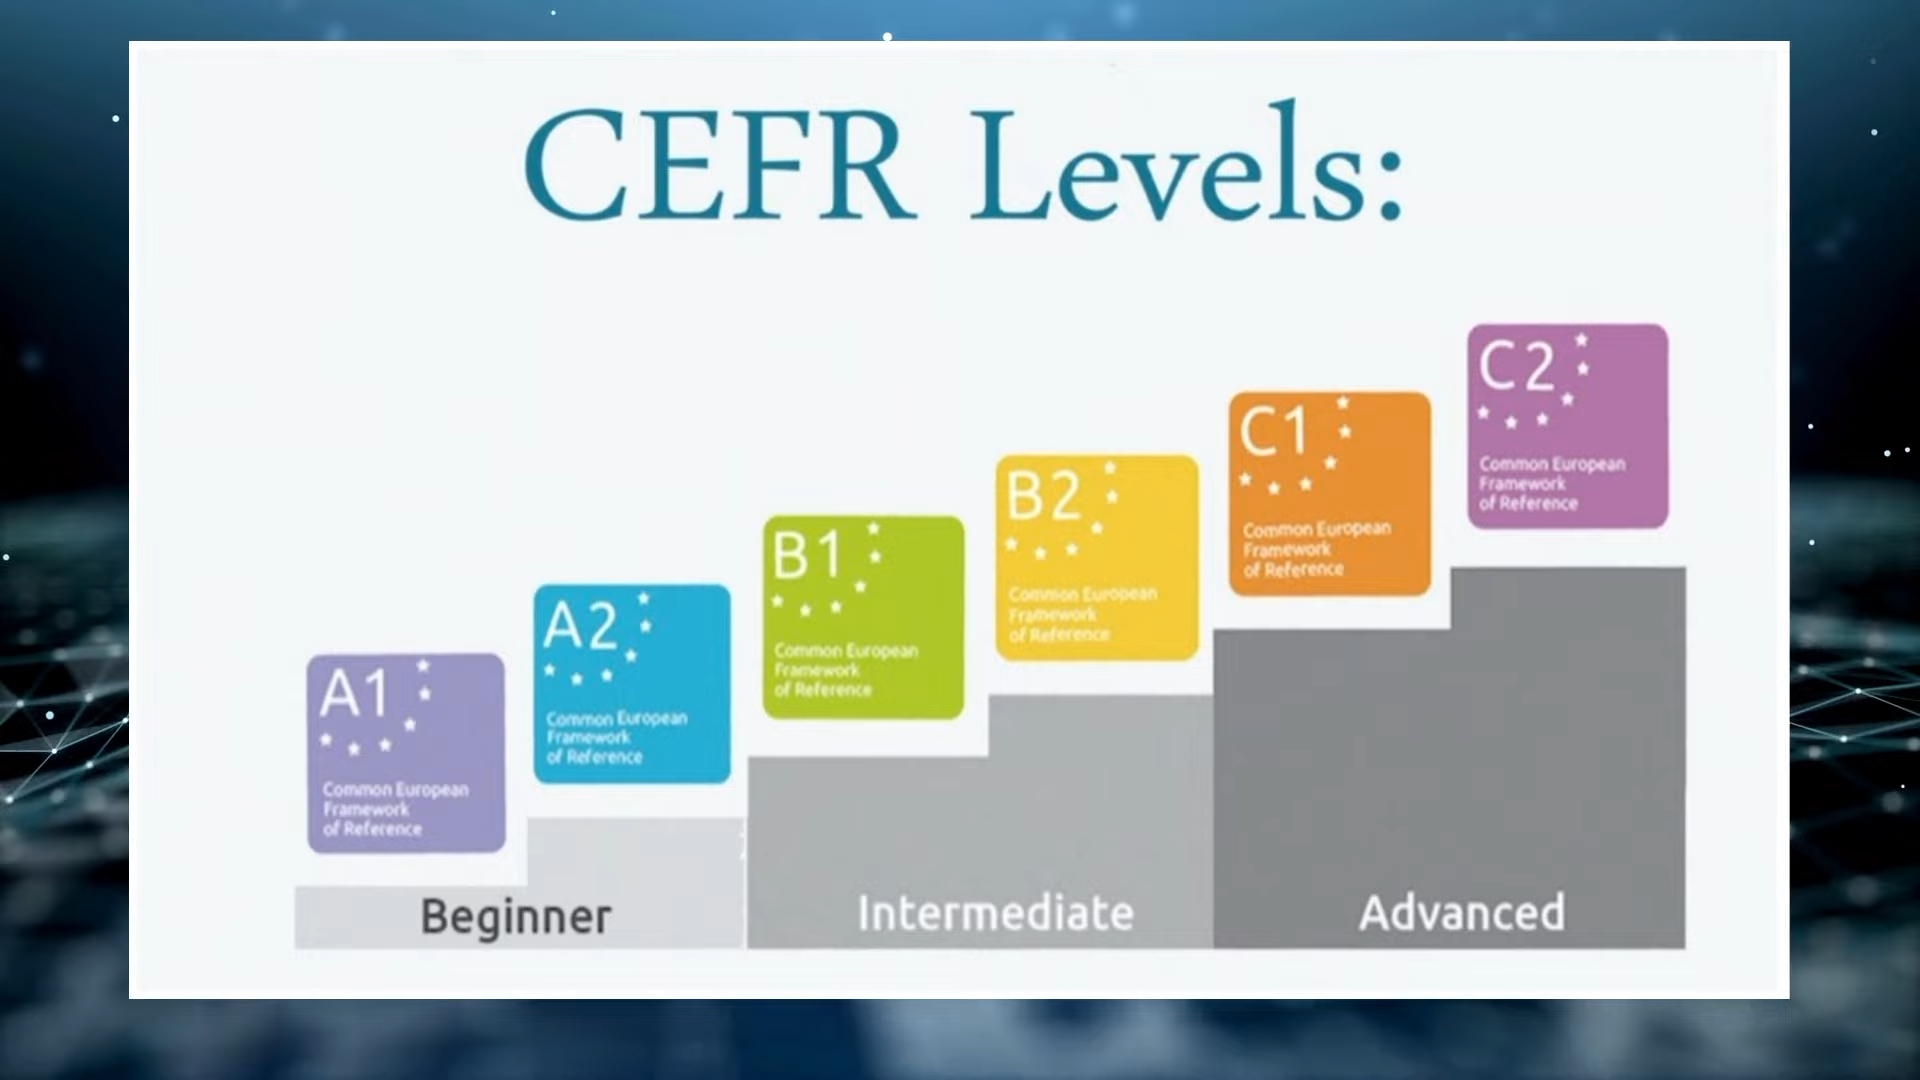 CEFR Levels:
C2
Common European
Framework
of Reference
C1
Common European
Framework
of Reference
B2
Common European
Framework
of Reference
B1
Common European
Framework
of Reference
A2
Common European
Framework
of Reference
A1
Common European
Framework
of Reference
Beginner
Intermediate
Advanced